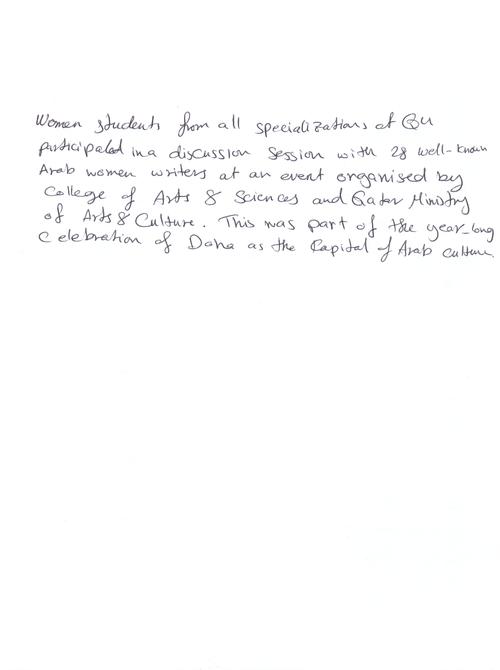 Women students from all specializations at QU
participated in a discussion session with 28 well-known
Arab women writers at an event organised by
College of Arts & Sciences and Qatar Ministry
of Arts & Culture. This was part of the year-long
Celebration of Doha as the Capital of Arab culture.